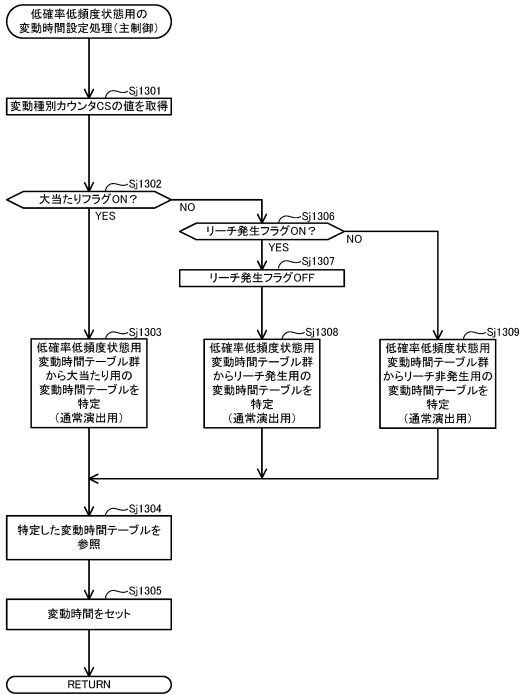 低確率低頻度状態用の
変動時間設定処理(主制御)
Sj1301
変動種別カウンタCSの値を取得
Sj1302
大当たりフラグON?
NO
YES
Sj1306
リーチ発生フラグON?
NO
YES
Sj1307
リーチ発生フラグOFF
Sj1303
低確率低頻度状態用
変動時間テーブル群
から大当たり用の
変動時間テーブルを
特定
(通常演出用)
Sj1308
低確率低頻度状態用
変動時間テーブル群
からリーチ発生用の
変動時間テーブルを
特定
(通常演出用)
Sj1309
低確率低頻度状態用
変動時間テーブル群
からリーチ非発生用の
変動時間テーブルを
特定
(通常演出用)
Sj1304
特定した変動時間テーブルを
参照
Sj1305
変動時間をセット
RETURN